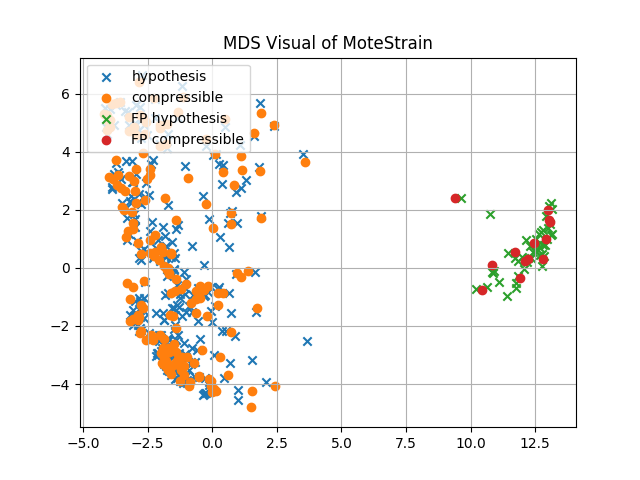 MDS Visual of MoteStrain
hypothesis
compressible
FP hypothesis
FP compressible
6
4
2
0
−2
−4
−5.0 −2.5 0.0 2.5 5.0 7.5 10.0 12.5